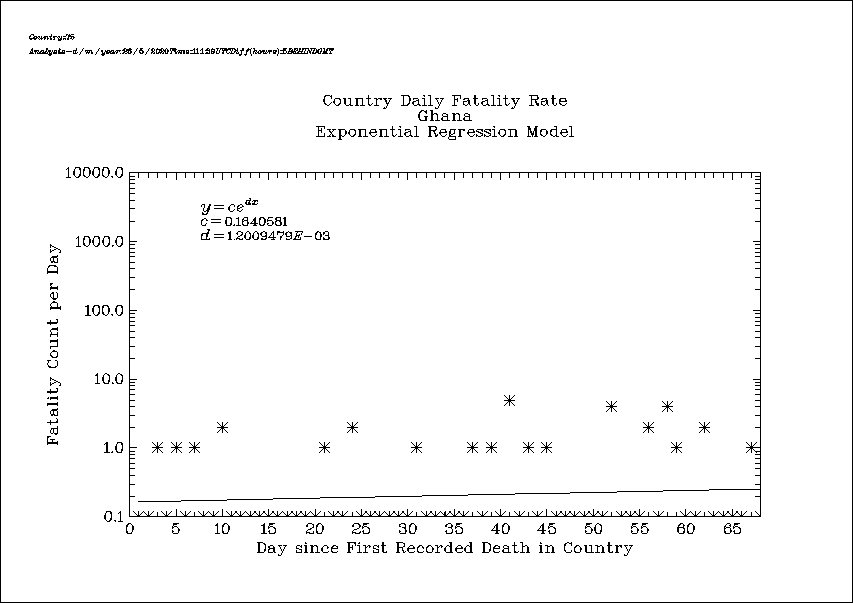 Country:75
Country Daily Fatality Rate
Ghana
Exponential Regression Model
10000.0
y=ce^dx
c=0.1640581
d=1.2009479E-03
1000.0
100.0
10.0
1.0
0.1
Fatality Count per Day
0 5 10 15 20 25 30 35 40 45 50 55 60 65
Day since First Recorded Death in Country